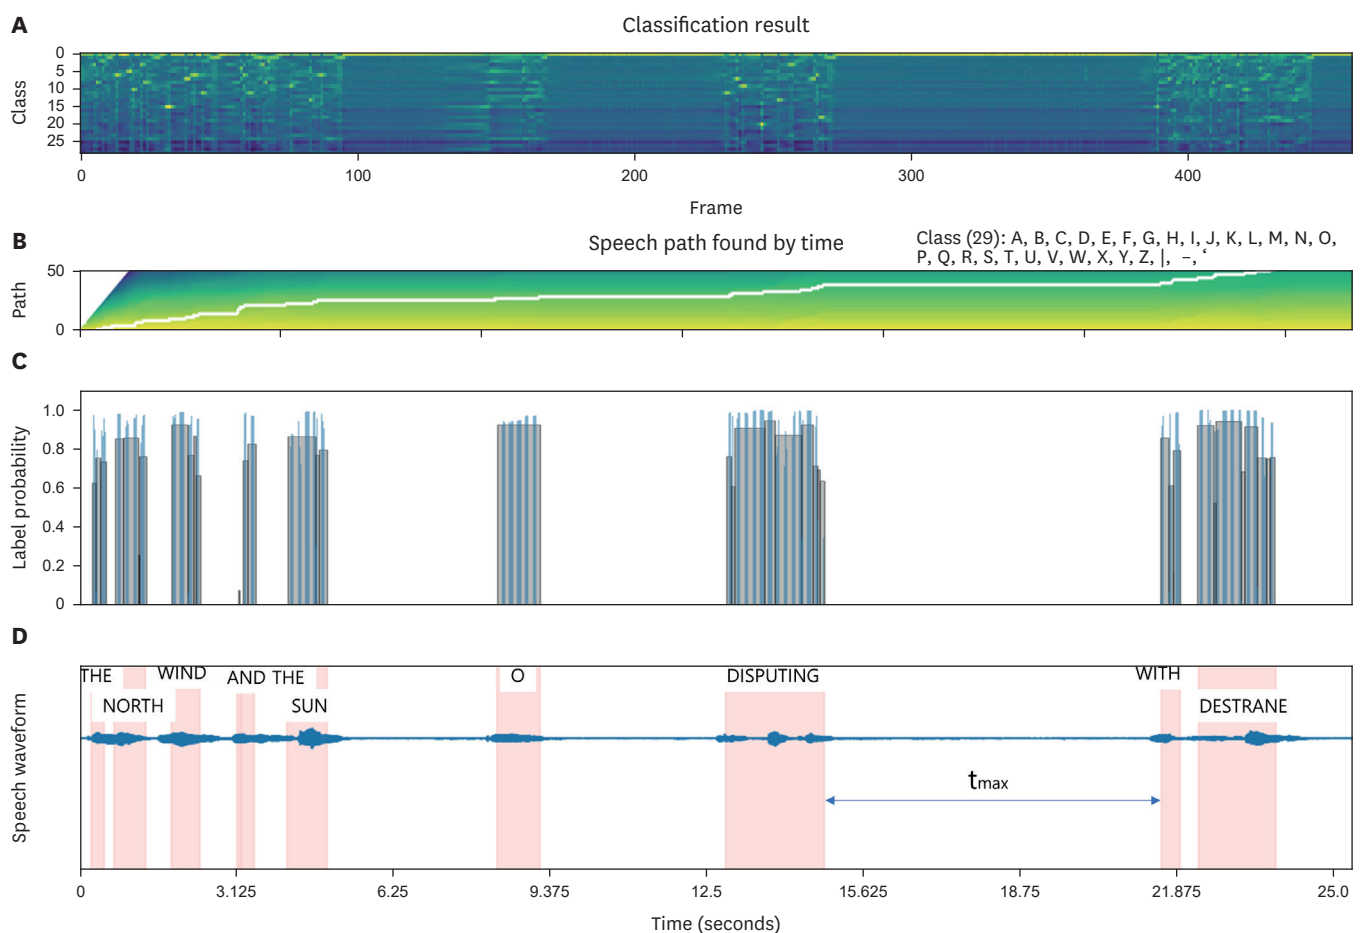 A
Classification result
Class
0
5
10
15
20
25
0 100 200 300 400
Frame
B
Speech path found by time
Class (29): A, B, C, D, E, F, G, H, I, J, K, L, M, N, O,
P, Q, R, S, T, U, V, W, X, Y, Z, |, –, ‘
Path
50
0
C
Label probability
1.0
0.8
0.6
0.4
0.2
0
D
Speech waveform
THE WIND AND THE O DISPUTING WITH
NORTH SUN DESTRANE
tmax
0 3.125 6.25 9.375 12.5 15.625 18.75 21.875 25.0
Time (seconds)